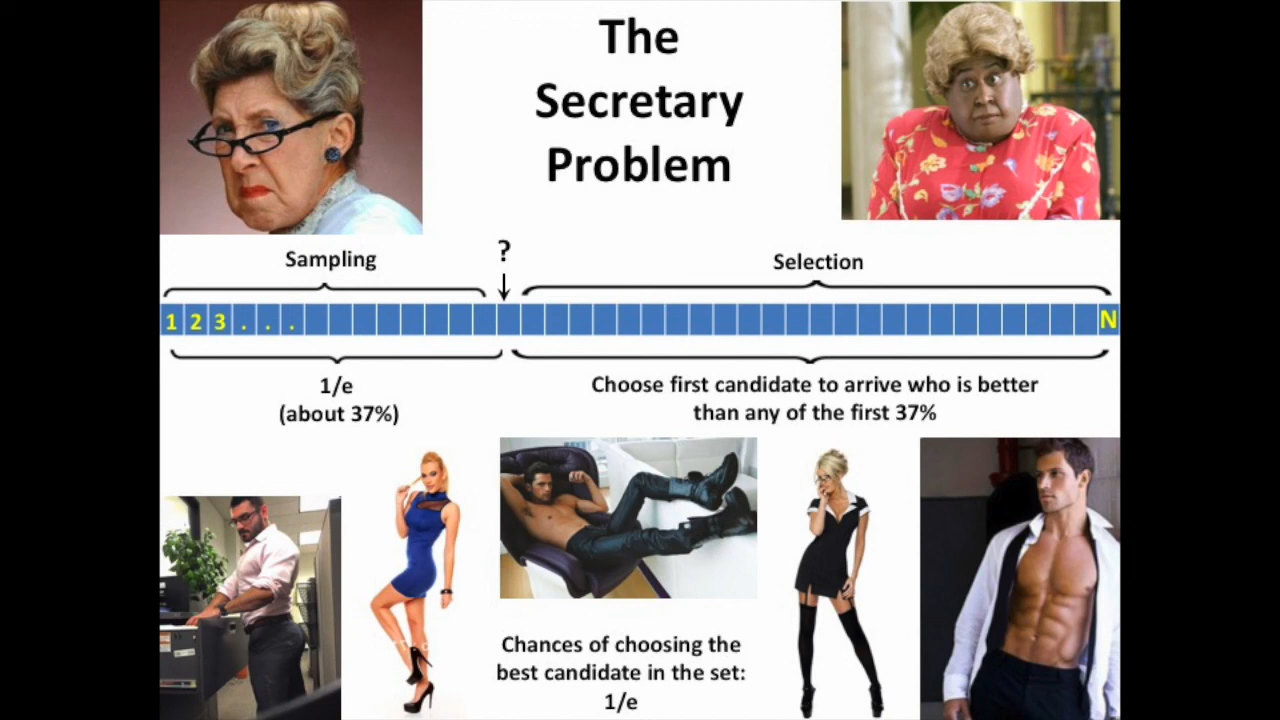 The
Secretary
Problem
Sampling
?
Selection
1 2 3 . . .
N
1/e
(about 37%)
Choose first candidate to arrive who is better
than any of the first 37%
Chances of choosing the
best candidate in the set:
1/e